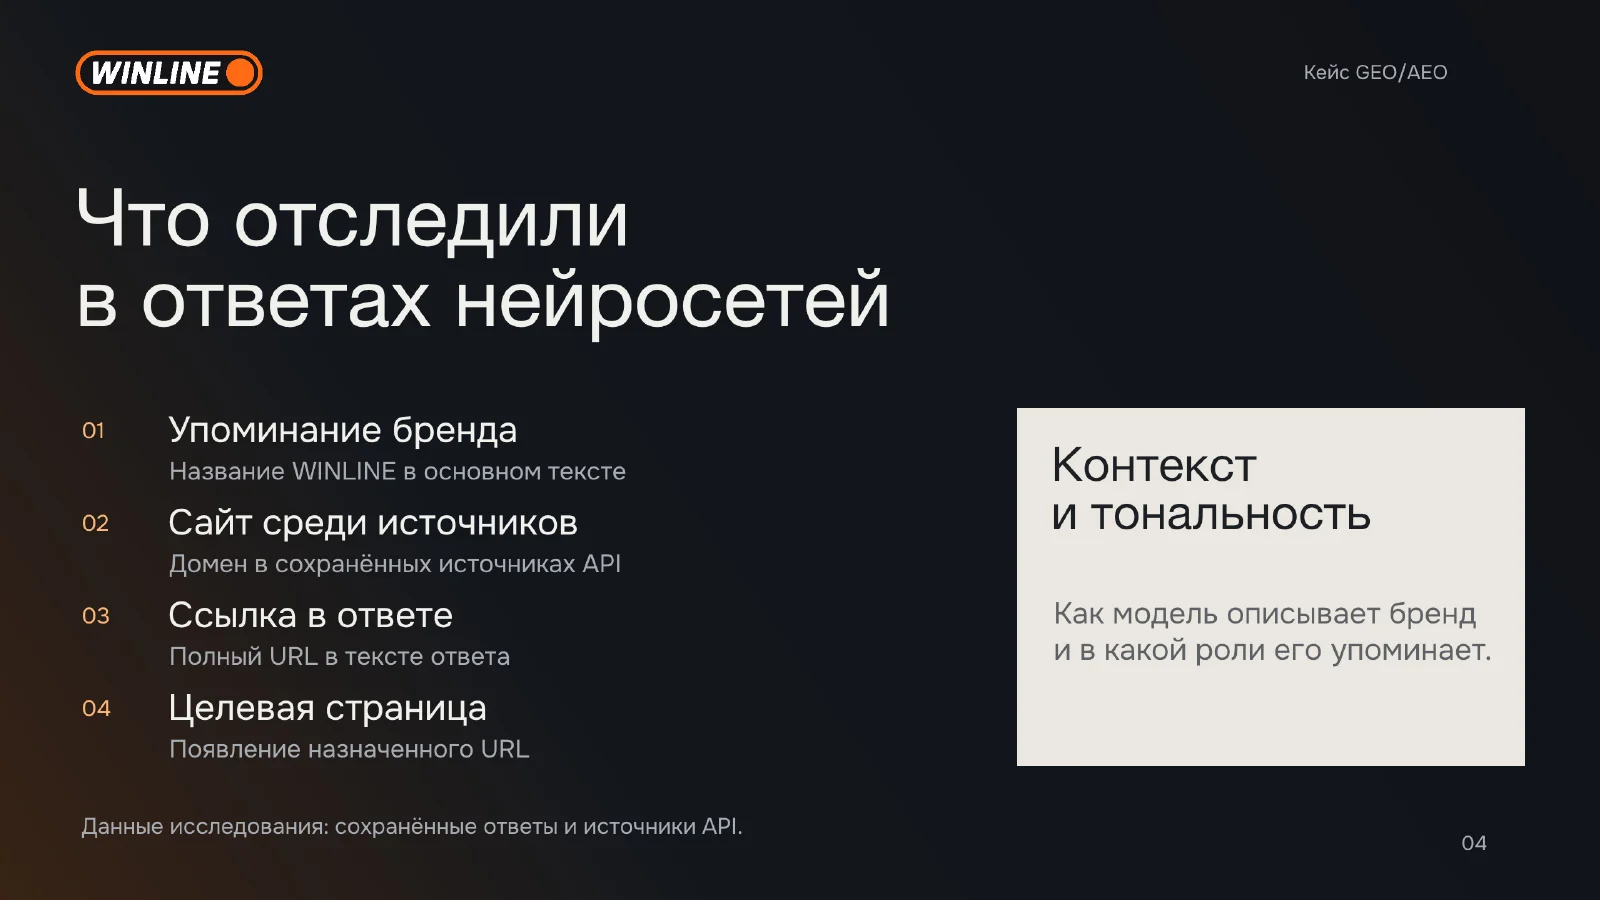 WINLINE
Кейс GEO/AEO
Что отследили
в ответах нейросетей
01
Упоминание бренда
Название WINLINE в основном тексте
02
Сайт среди источников
Домен в сохранённых источниках API
03
Ссылка в ответе
Полный URL в тексте ответа
04
Целевая страница
Появление назначенного URL
Контекст
и тональность
Как модель описывает бренд
и в какой роли его упоминает.
Данные исследования: сохранённые ответы и источники API.
04